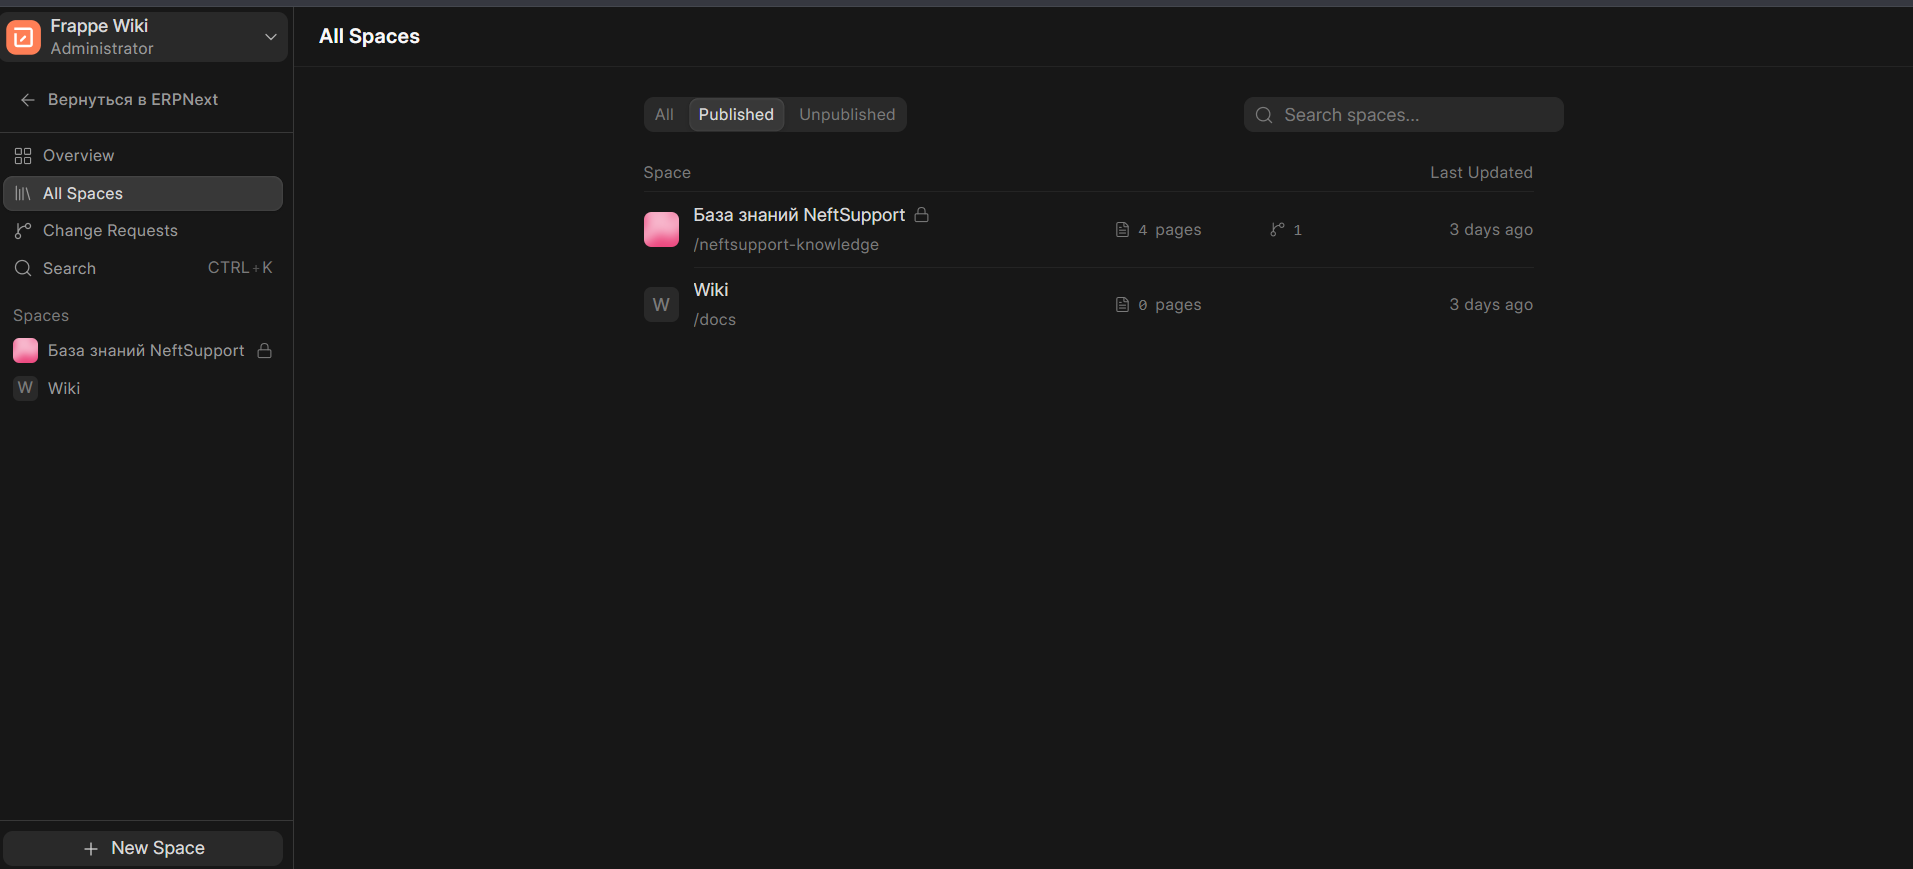 Frappe Wiki
Administrator
Вернуться в ERPNext
Overview
All Spaces
Change Requests
Search CTRL+K
Spaces
База знаний NeftSupport
W Wiki
New Space
All Spaces
All Published Unpublished
Search spaces...
Space Last Updated
База знаний NeftSupport
/neftsupport-knowledge
4 pages 1 3 days ago
W Wiki
/docs
0 pages 3 days ago